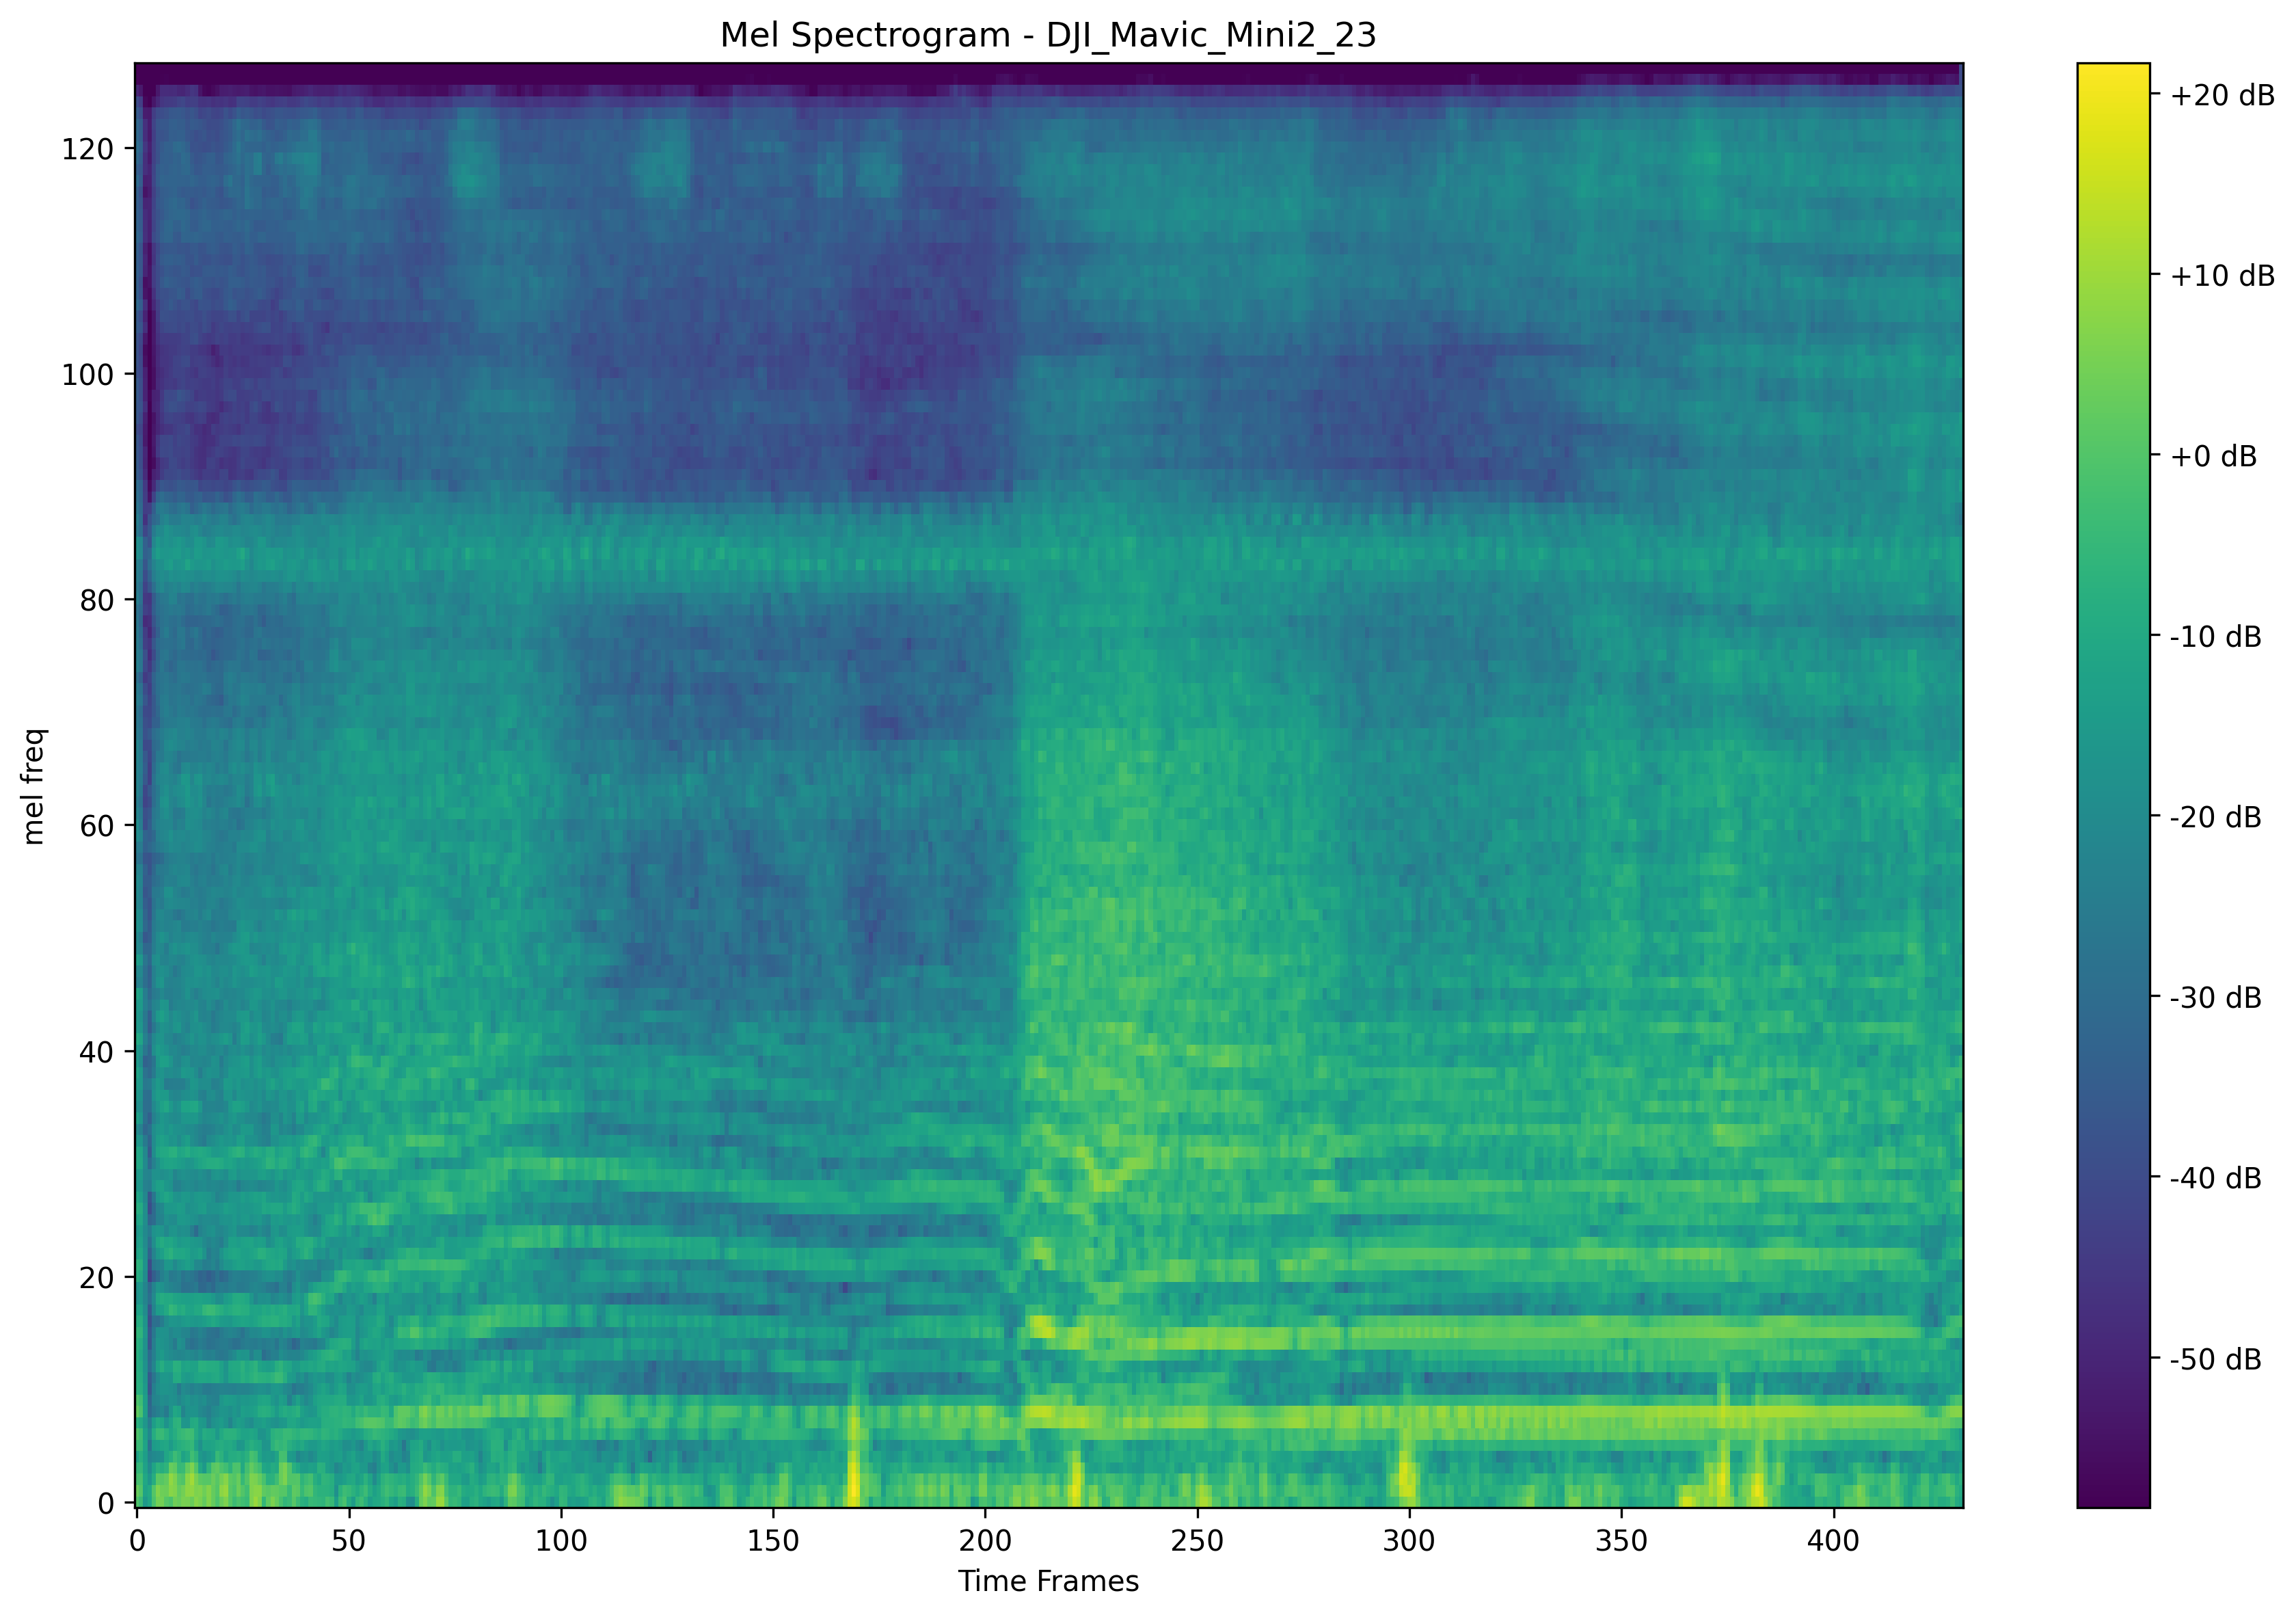 Mel Spectrogram - DJI_Mavic_Mini2_23
mel freq
120
100
80
60
40
20
0
0 50 100 150 200 250 300 350 400
Time Frames
+20 dB
+10 dB
+0 dB
-10 dB
-20 dB
-30 dB
-40 dB
-50 dB